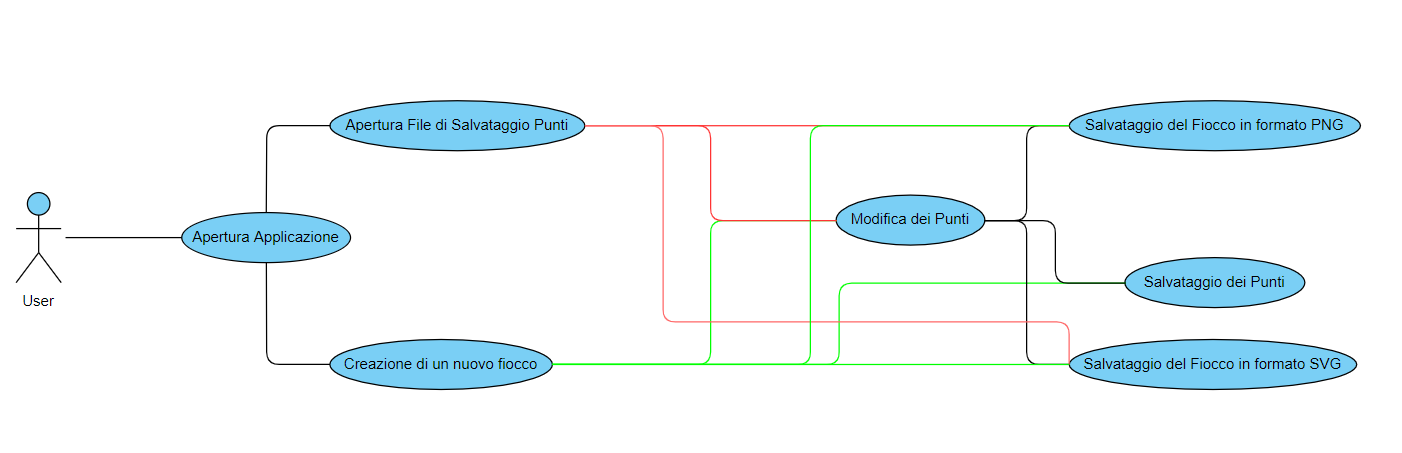 Apertura File di Salvataggio Punti
Salvataggio del Fiocco in formato PNG
Modifica dei Punti
Apertura Applicazione
User
Salvataggio dei Punti
Creazione di un nuovo fiocco
Salvataggio del Fiocco in formato SVG